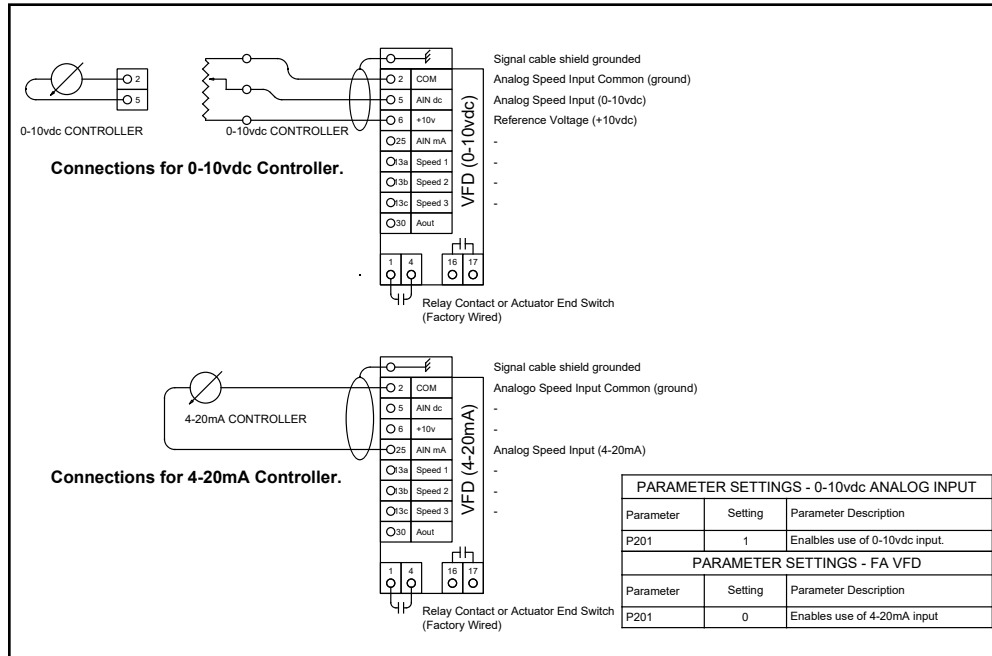 Signal cable shield grounded
2 COM Analog Speed Input Common (ground)
5 AIN dc Analog Speed Input (0-10vdc)
6 +10v Reference Voltage (+10vdc)
25 AIN mA -
13a Speed 1 -
13b Speed 2 -
13c Speed 3 -
30 Aout
VFD (0-10vdc)
2
5
0-10vdc CONTROLLER
0-10vdc CONTROLLER
Connections for 0-10vdc Controller.
1 4 16 17
Relay Contact or Actuator End Switch
(Factory Wired)
Signal cable shield grounded
2 COM Analogo Speed Input Common (ground)
5 AIN dc -
6 +10v -
25 AIN mA Analog Speed Input (4-20mA)
13a Speed 1 -
13b Speed 2 -
13c Speed 3 -
30 Aout
VFD (4-20mA)
4-20mA CONTROLLER
Connections for 4-20mA Controller.
1 4 16 17
Relay Contact or Actuator End Switch
(Factory Wired)
PARAMETER SETTINGS - 0-10vdc ANALOG INPUT
Parameter Setting Parameter Description
P201 1 Enalbles use of 0-10vdc input.
PARAMETER SETTINGS - FA VFD
Parameter Setting Parameter Description
P201 0 Enables use of 4-20mA input